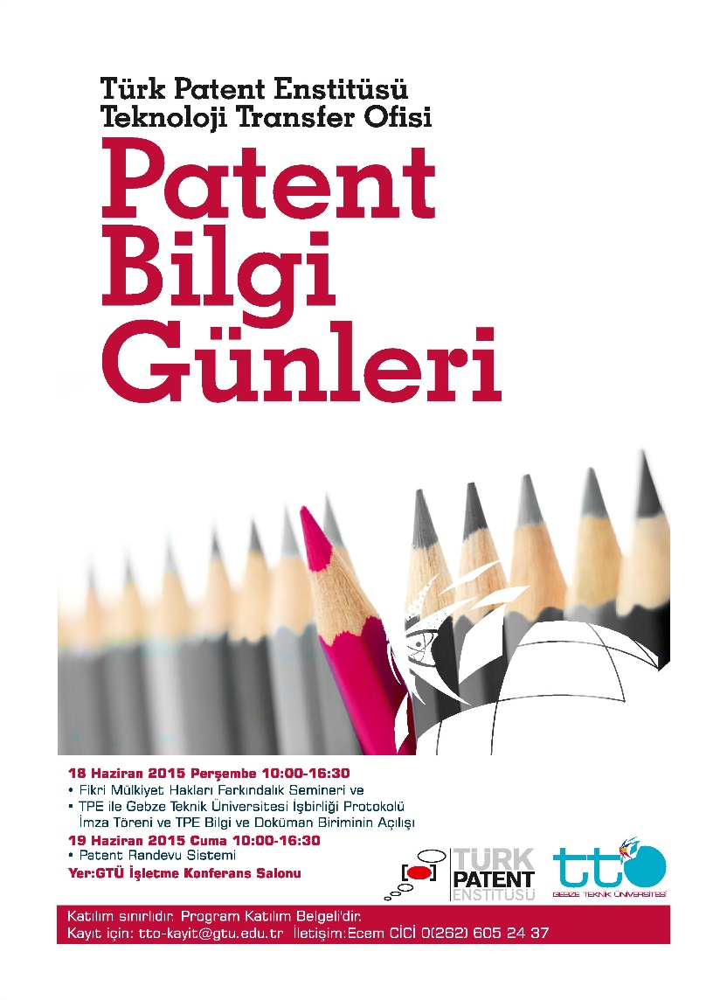 Türk Patent Enstitüsü
Teknoloji Transfer Ofisi
Patent
Bilgi
Günleri
18 Haziran 2015 Perşembe 10:00-16:30
• Fikri Mülkiyet Hakları Farkındalık Semineri ve
• TPE ile Gebze Teknik Üniversitesi İşbirliği Protokolü
İmza Töreni ve TPE Bilgi ve Doküman Biriminin Açılışı
19 Haziran 2015 Cuma 10:00-16:30
• Patent Randevu Sistemi
Yer:GTÜ İşletme Konferans Salonu
TÜRK
PATENT
ENSTİTÜSÜ
tto
GEBZE TEKNİK ÜNİVERSİTESİ
Katılım sınırlıdır. Program Katılım Belgeli'dir.
Kayıt için: tto-kayit@gtu.edu.tr İletişim:Ecem CİCİ 0(262) 605 24 37